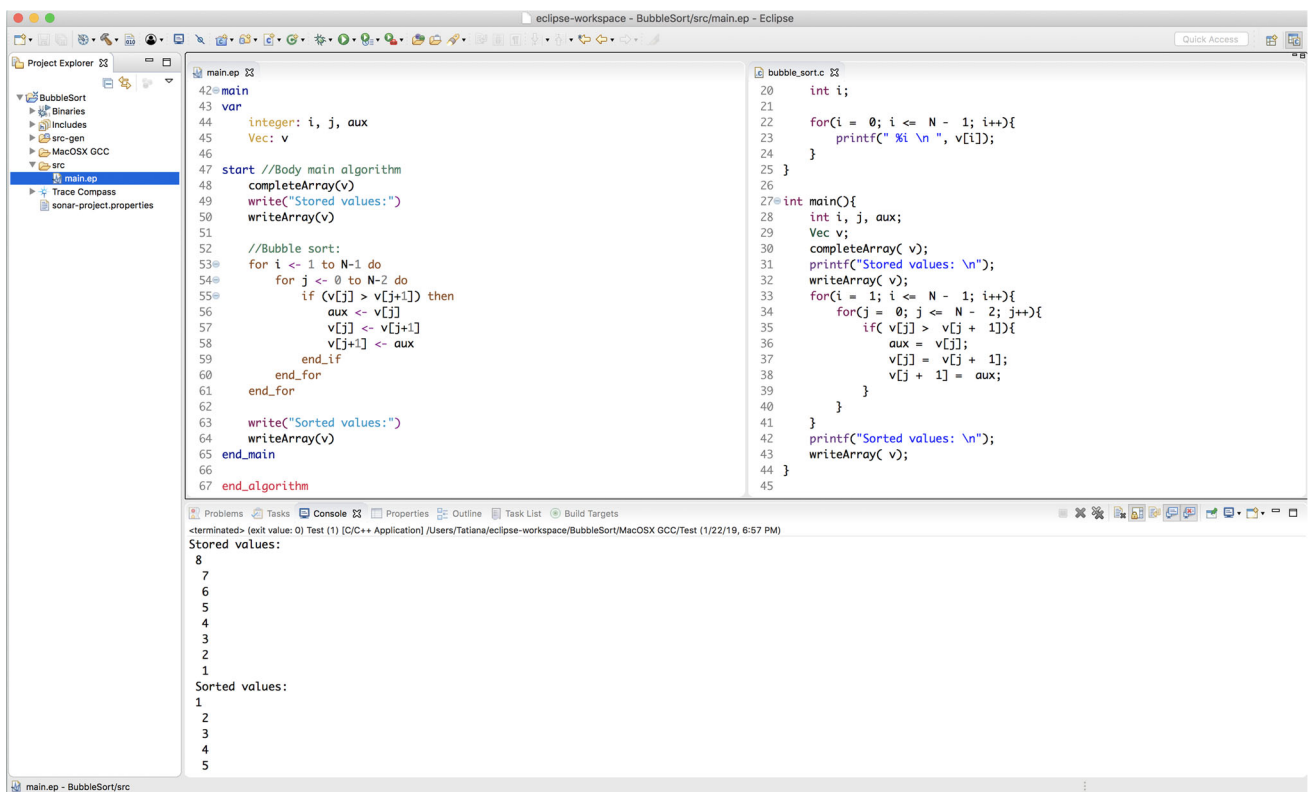 eclipse-workspace - BubbleSort/src/main.ep - Eclipse
Quick Access
Project Explorer
BubbleSort
Binaries
Includes
src-gen
MacOSX GCC
src
main.ep
Trace Compass
sonar-project.properties
main.ep
42 main
43 var
44 integer: i, j, aux
45 Vec: v
46
47 start //Body main algorithm
48 completeArray(v)
49 write("Stored values:")
50 writeArray(v)
51
52 //Bubble sort:
53 for i <- 1 to N-1 do
54 for j <- 0 to N-2 do
55 if (v[j] > v[j+1]) then
56 aux <- v[j]
57 v[j] <- v[j+1]
58 v[j+1] <- aux
59 end_if
60 end_for
61 end_for
62
63 write("Sorted values:")
64 writeArray(v)
65 end_main
66
67 end_algorithm
bubble_sort.c
20 int i;
21
22 for(i = 0; i <= N - 1; i++){
23 printf(" %i \n ", v[i]);
24 }
25 }
26
27 int main(){
28 int i, j, aux;
29 Vec v;
30 completeArray( v);
31 printf("Stored values: \n");
32 writeArray( v);
33 for(i = 1; i <= N - 1; i++){
34 for(j = 0; j <= N - 2; j++){
35 if( v[j] > v[j + 1]){
36 aux = v[j];
37 v[j] = v[j + 1];
38 v[j + 1] = aux;
39 }
40 }
41 }
42 printf("Sorted values: \n");
43 writeArray( v);
44 }
45
Problems Tasks Console Properties Outline Task List Build Targets
<terminated> (exit value: 0) Test (1) [C/C++ Application] /Users/Tatiana/eclipse-workspace/BubbleSort/MacOSX GCC/Test (1/22/19, 6:57 PM)
Stored values:
8
7
6
5
4
3
2
1
Sorted values:
1
2
3
4
5
main.ep - BubbleSort/src